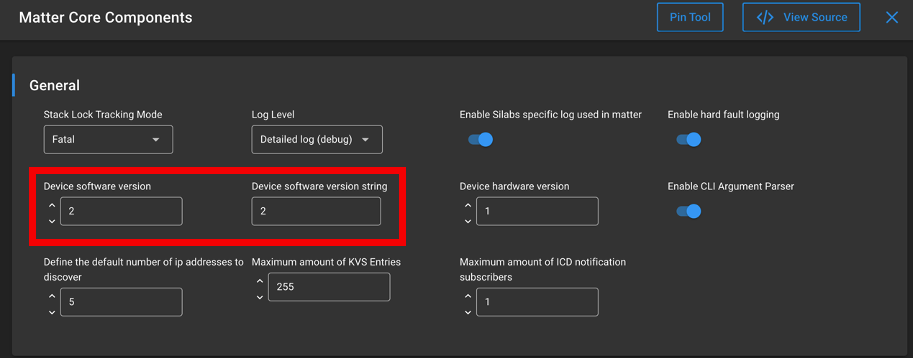 Matter Core Components
Pin Tool
</> View Source
General
Stack Lock Tracking Mode
Fatal
Log Level
Detailed log (debug)
Enable Silabs specific log used in matter
Enable hard fault logging
Device software version
2
Device software version string
2
Device hardware version
1
Enable CLI Argument Parser
Define the default number of ip addresses to
discover
5
Maximum amount of KVS Entries
255
Maximum amount of ICD notification
subscribers
1